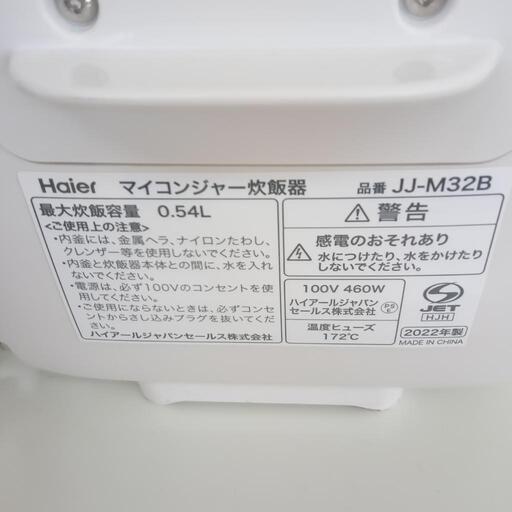 Haier マイコンジャー炊飯器 品番 JJ-M32B
最大炊飯容量 0.54L
<ご使用上の注意>
・内釜には、金属ヘラ、ナイロンたわし、
クレンザー等を使用しないでください。
・内釜と炊飯器本体との間に、水を入れ
ないでください。
・電源は、必ず100Vのコンセントを使用
してください。
・ご使用にならないときは、必ずコンセ
ントからさし込みプラグを抜いてください。
ハイアールジャパンセールス株式会社
警告
感電のおそれあり
水につけたり、水をかけたり
しないでください。
100V 460W
ハイアールジャパン
セールス株式会社
PS
E
温度ヒューズ
172℃
JET
HJH
2022年製
MADE IN CHINA